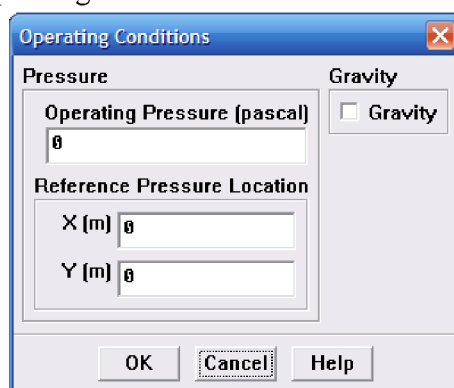 Operating Conditions
Pressure
Gravity
Operating Pressure (pascal)
Gravity
0
Reference Pressure Location
X (m) 0
Y (m) 0
OK Cancel Help